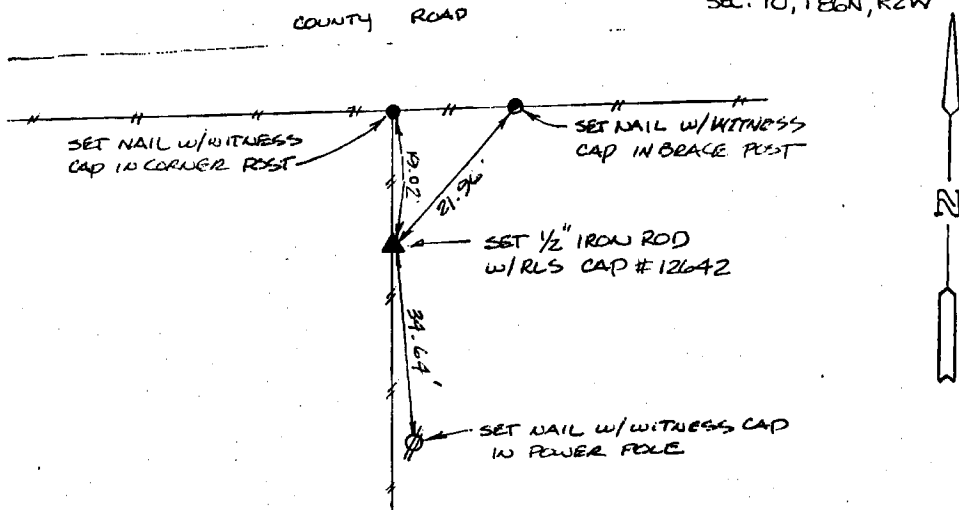 COUNTY ROAD
SEC. 10, T86N, R2W
SET NAIL W/WITNESS
CAP IN CORNER POST
SET NAIL W/WITNESS
CAP IN BRACE POST
19.02'
21.96'
N
SET 1/2" IRON ROD
W/RLS CAP # 12642
34.64'
SET NAIL W/WITNESS CAP
IN POWER POLE